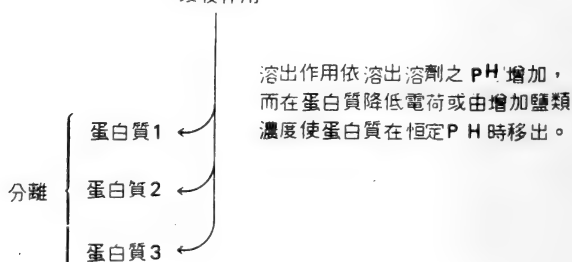 溶出作用依溶出溶劑之 PH 增加,
而在蛋白質降低電荷或由增加鹽類
濃度使蛋白質在恒定P H 時移出。
蛋白質1
分離
蛋白質2
蛋白質3